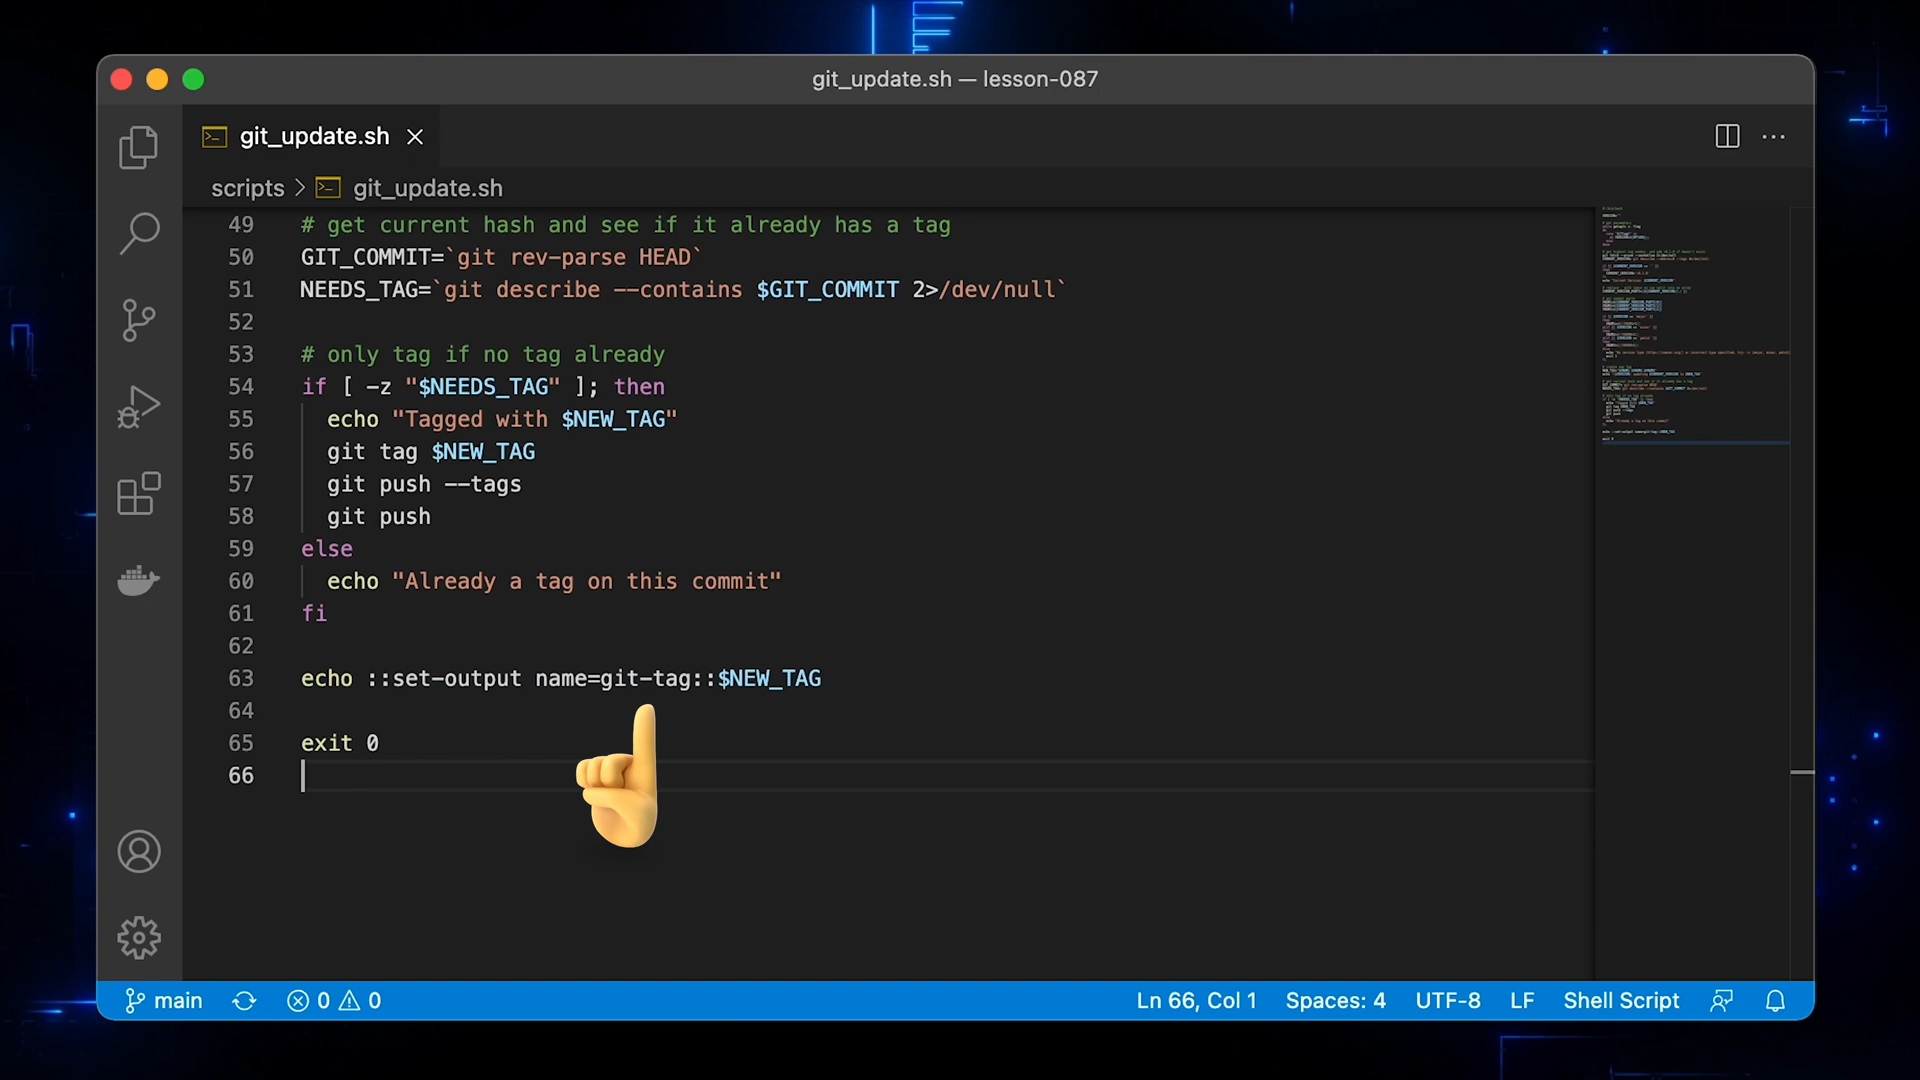 git_update.sh — lesson-087
git_update.sh
scripts > git_update.sh
49 # get current hash and see if it already has a tag
50 GIT_COMMIT=`git rev-parse HEAD`
51 NEEDS_TAG=`git describe --contains $GIT_COMMIT 2>/dev/null`
52
53 # only tag if no tag already
54 if [ -z "$NEEDS_TAG" ]; then
55 echo "Tagged with $NEW_TAG"
56 git tag $NEW_TAG
57 git push --tags
58 git push
59 else
60 echo "Already a tag on this commit"
61 fi
62
63 echo ::set-output name=git-tag::$NEW_TAG
64
65 exit 0
66
main 0 0 Ln 66, Col 1 Spaces: 4 UTF-8 LF Shell Script